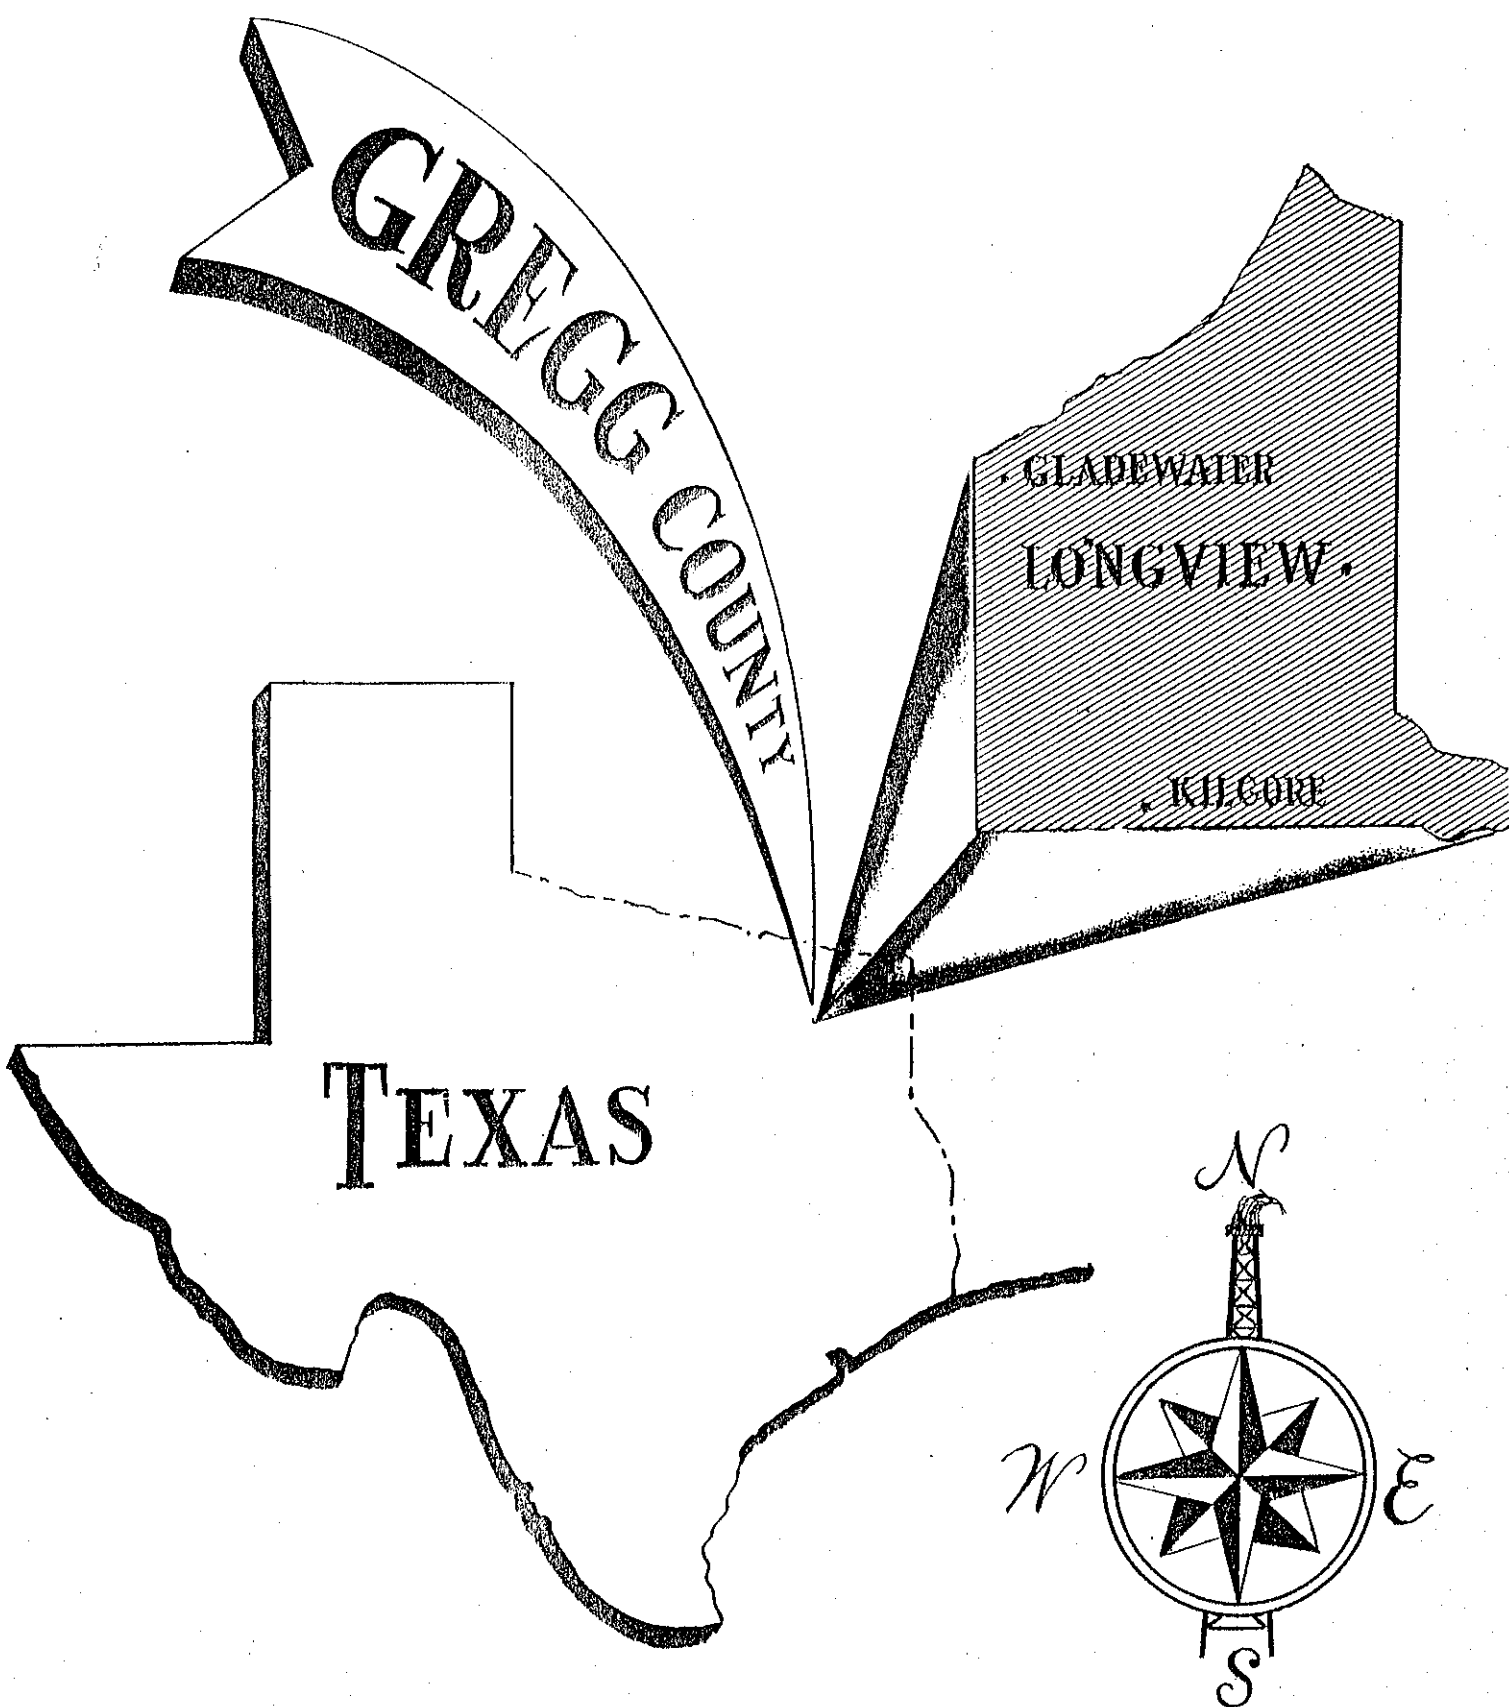 GREGG COUNTY
. GLADEWATER
LONGVIEW .
. KILGORE
TEXAS
N
W
E
S